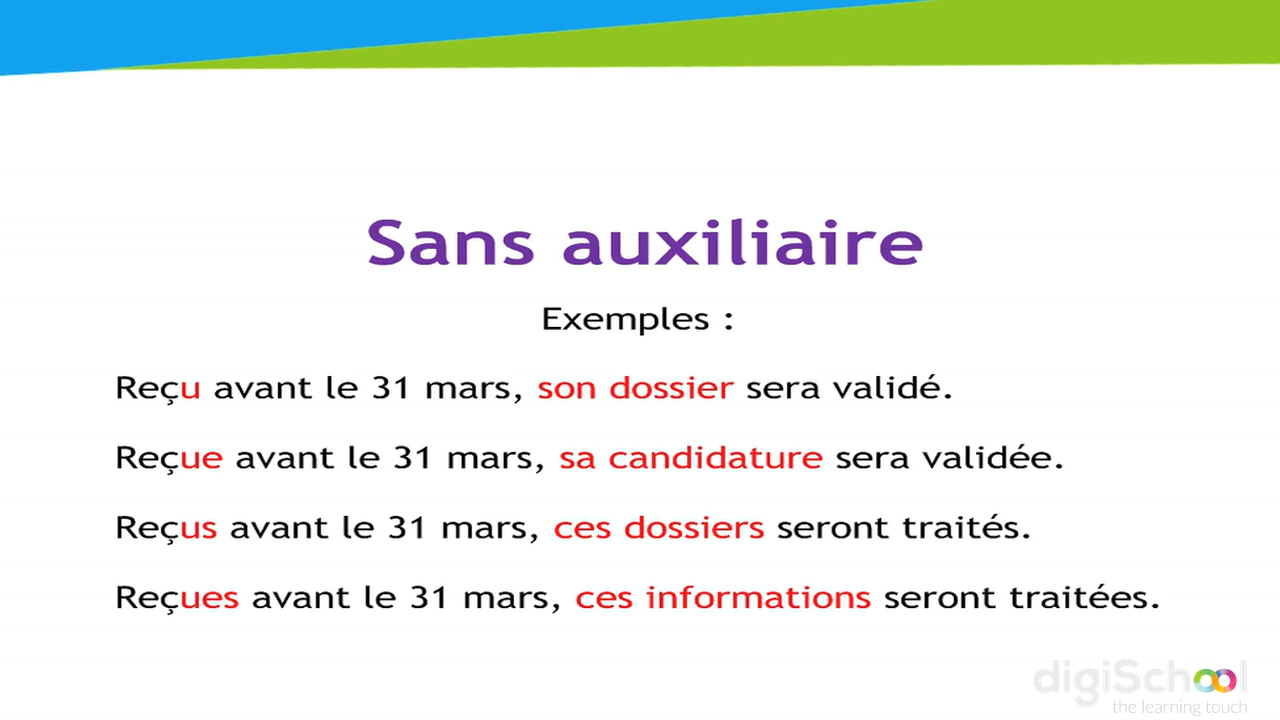 Sans auxiliaire
Exemples :
Reçu avant le 31 mars, son dossier sera validé.
Reçue avant le 31 mars, sa candidature sera validée.
Reçus avant le 31 mars, ces dossiers seront traités.
Reçues avant le 31 mars, ces informations seront traitées.
digiSchool
the learning touch